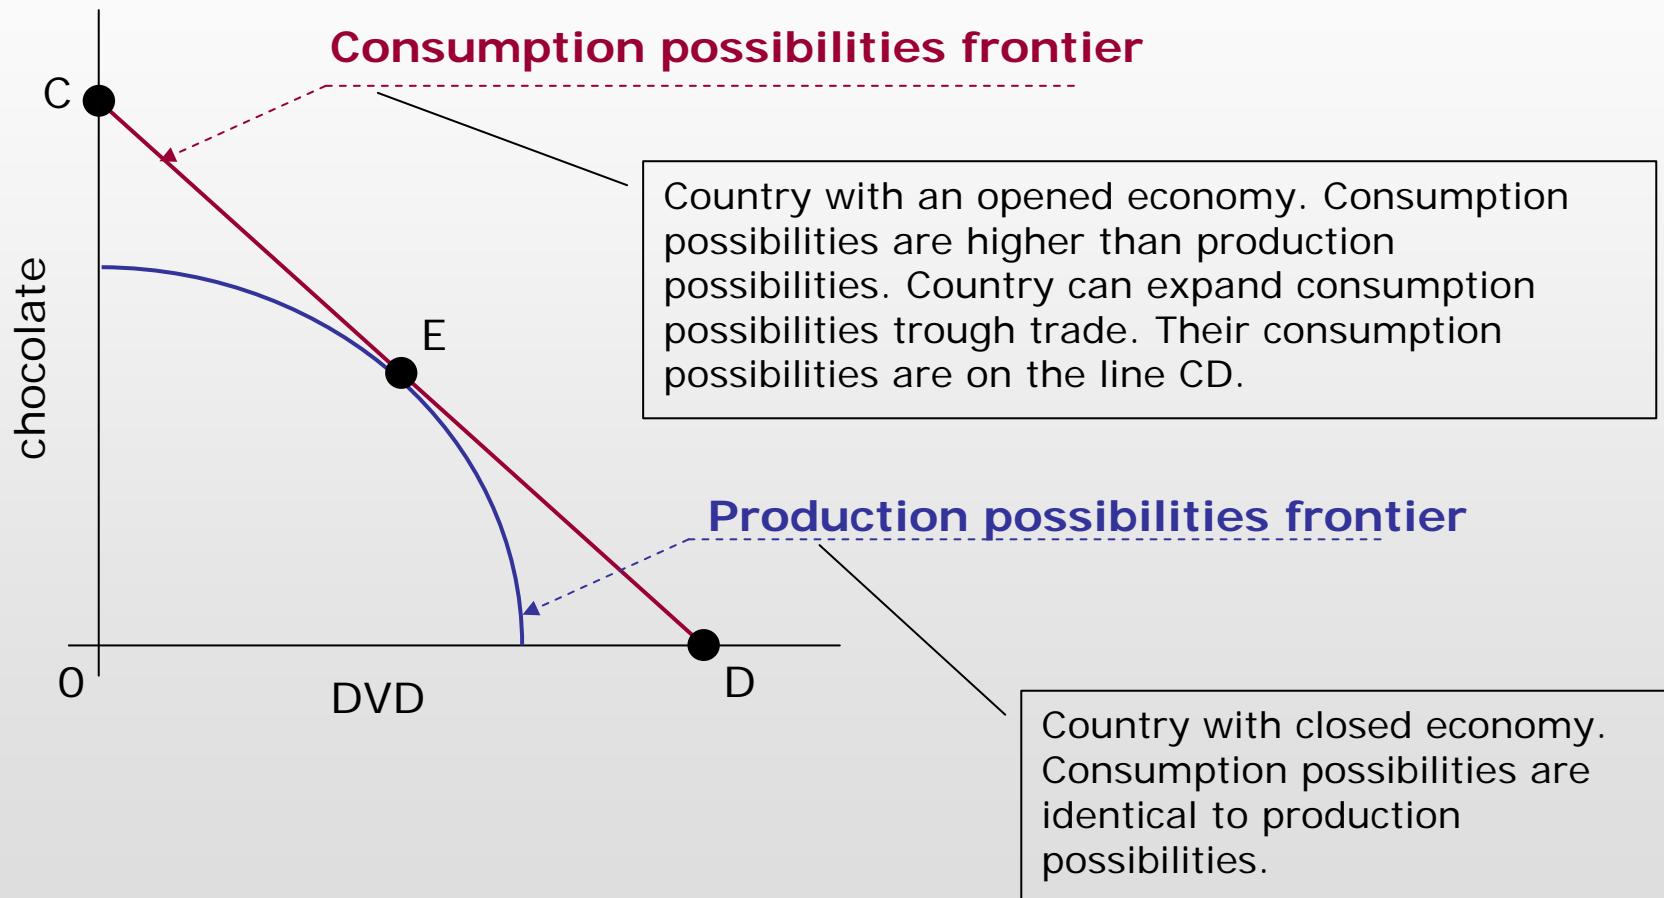 Consumption possibilities frontier
C
Country with an opened economy. Consumption
possibilities are higher than production
possibilities. Country can expand consumption
possibilities trough trade. Their consumption
possibilities are on the line CD.
chocolate
E
Production possibilities frontier
0
DVD
D
Country with closed economy.
Consumption possibilities are
identical to production
possibilities.